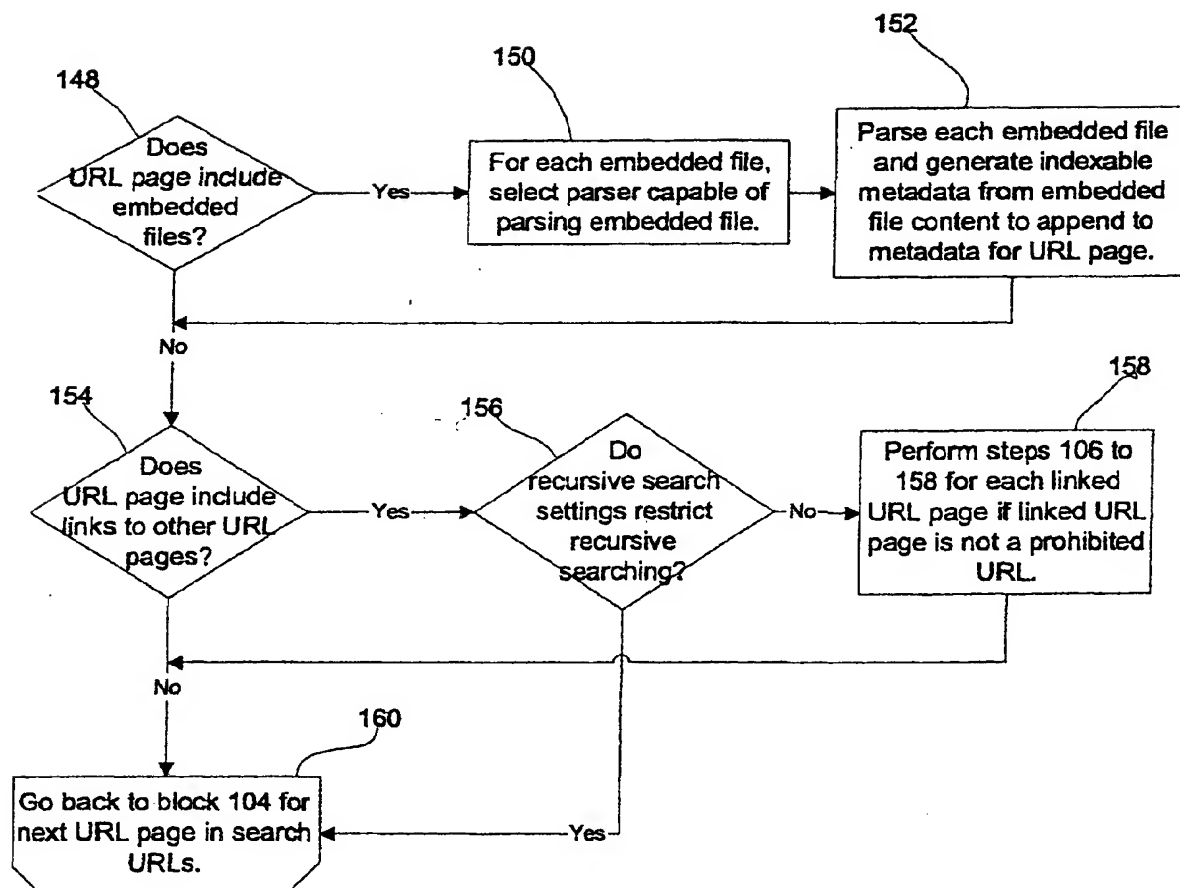 148
Does
URL page include
embedded
files?
Yes
150
For each embedded file,
select parser capable of
parsing embedded file.
152
Parse each embedded file
and generate indexable
metadata from embedded
file content to append to
metadata for URL page.
No
154
Does
URL page include
links to other URL
pages?
Yes
156
Do
recursive search
settings restrict
recursive
searching?
No
158
Perform steps 106 to
158 for each linked
URL page if linked URL
page is not a prohibited
URL.
No
160
Go back to block 104 for
next URL page in search
URLs.
Yes